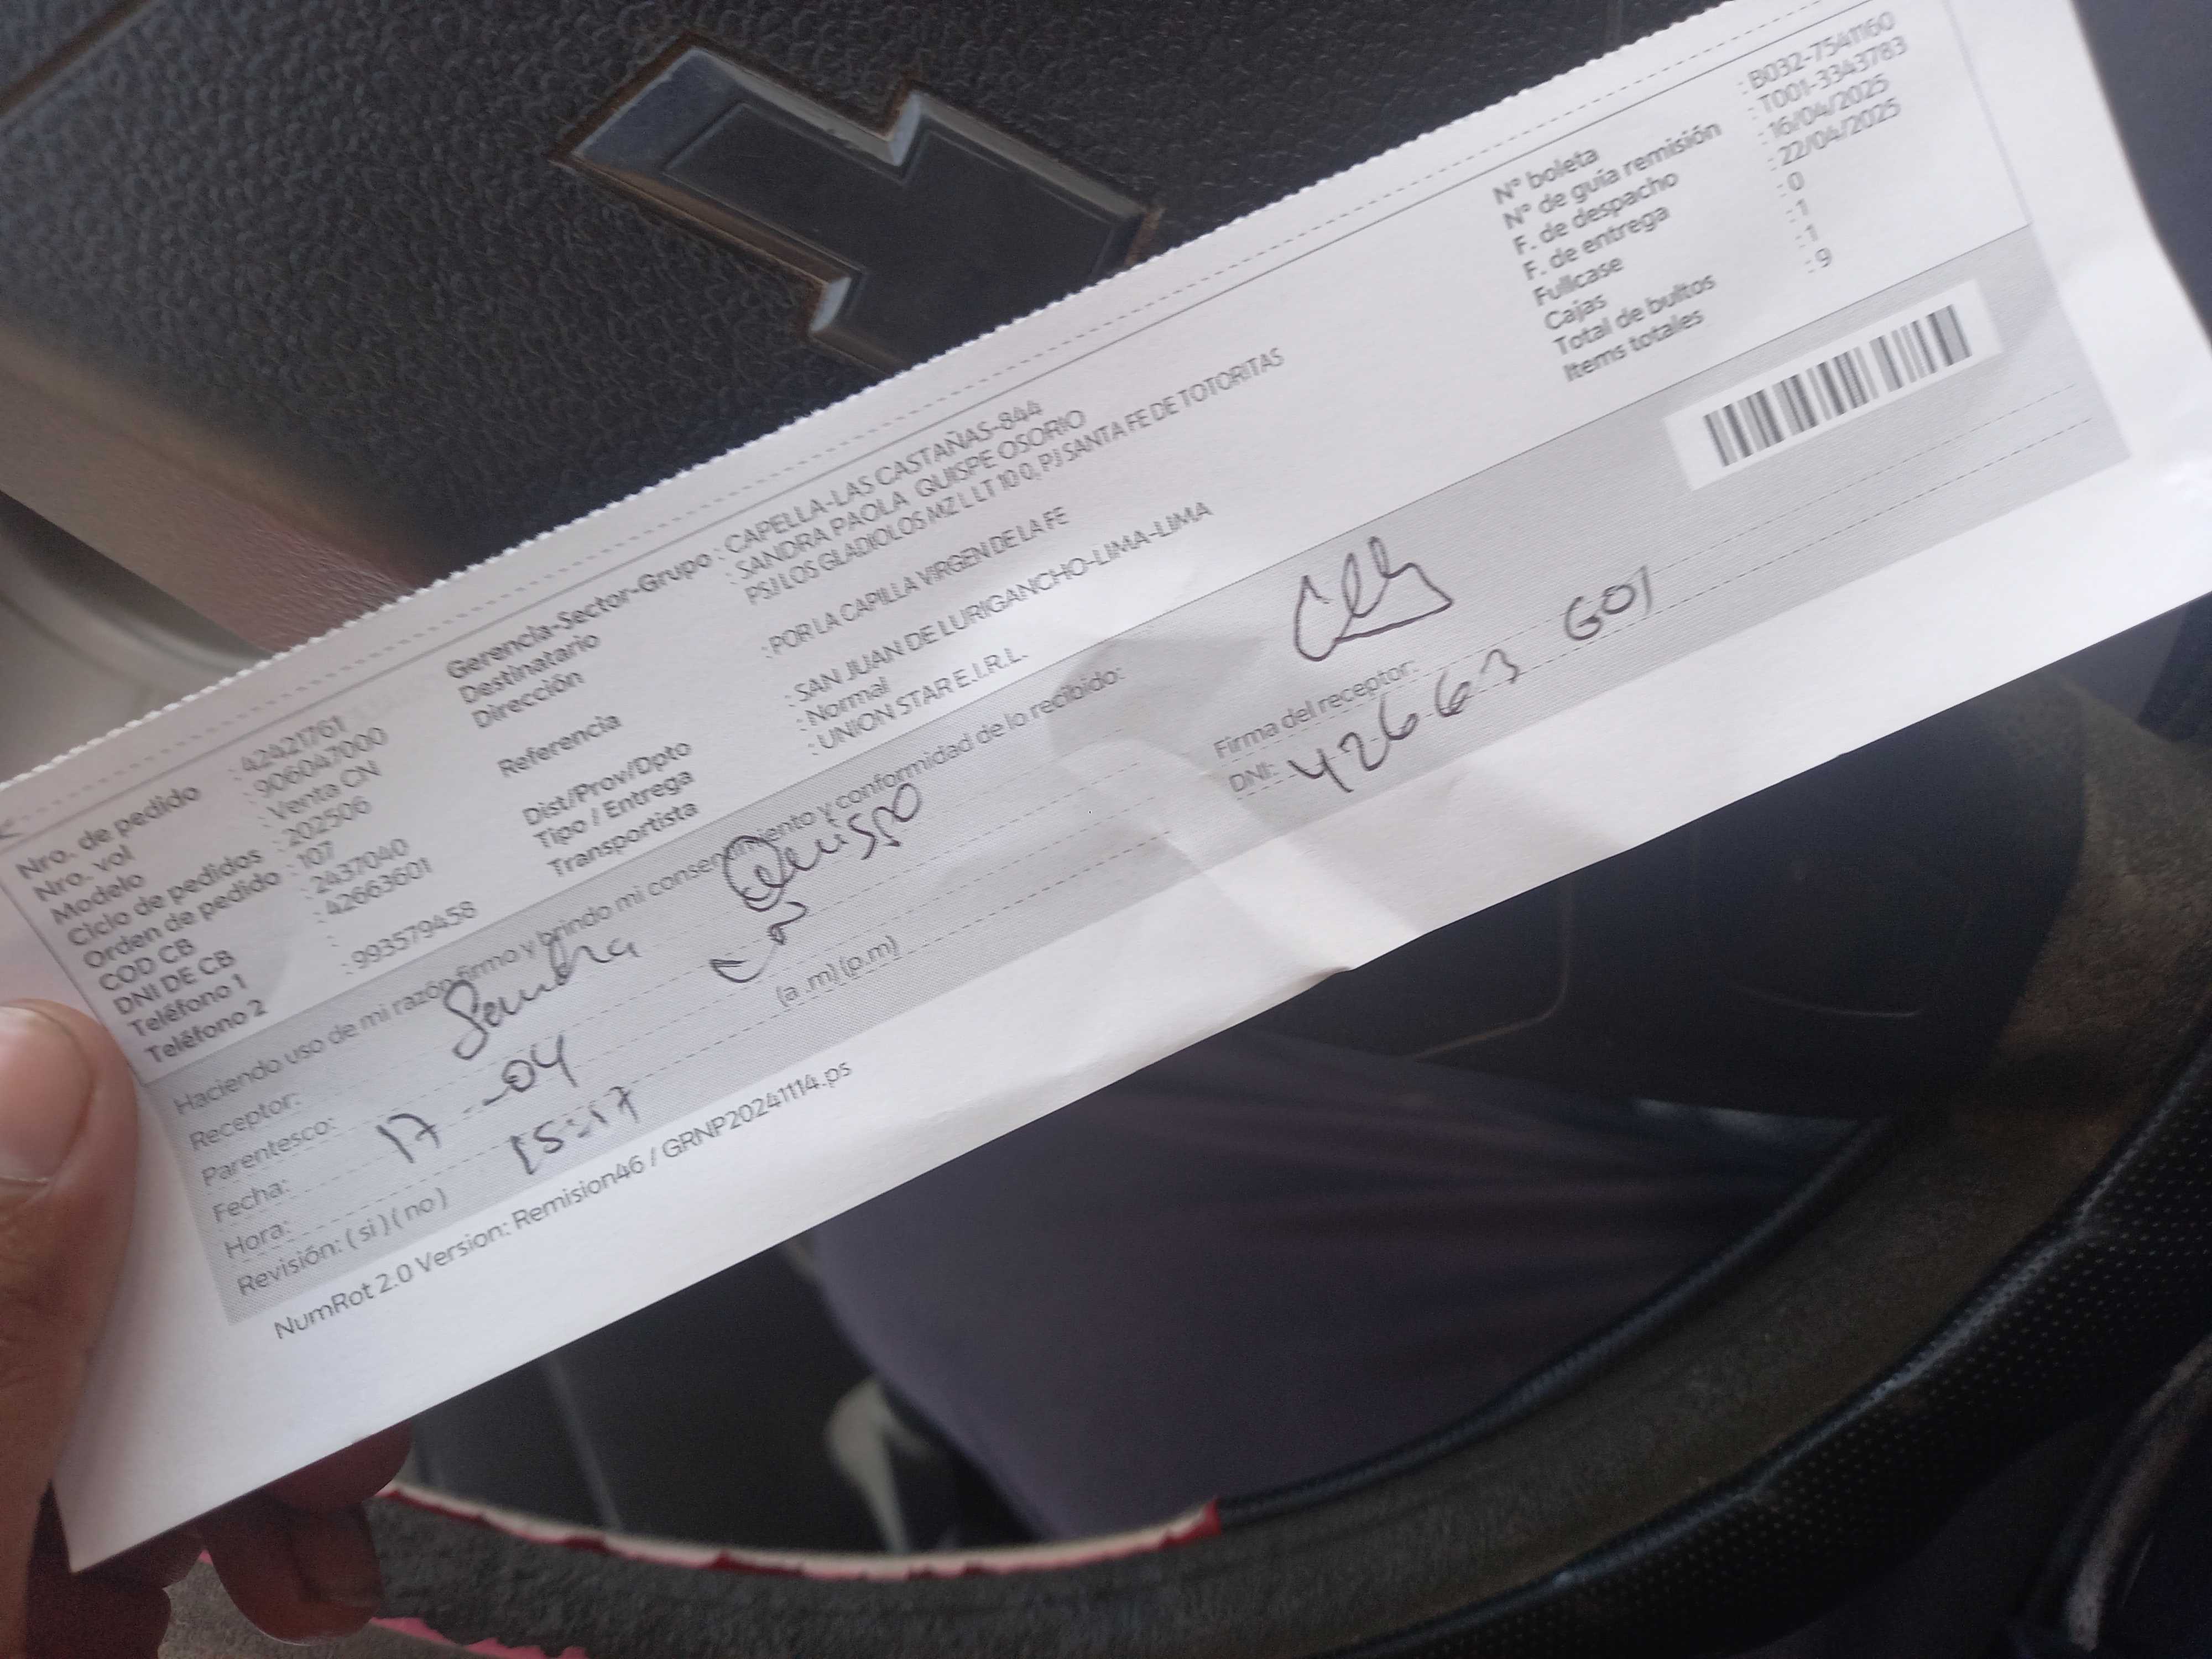 Nro. de pedido : 42421761
Nro. vol : 906047000
Modelo : Venta CN
Ciclo de pedidos : 202506
Orden de pedido : 107
COD CB : 2437040
DNI DE CB : 42663601
Teléfono 1 :
Teléfono 2 : 993579458
Gerencia-Sector-Grupo : CAPELLA-LAS CASTAÑAS-844
Destinatario : SANDRA PAOLA QUISPE OSORIO
Dirección PSJ LOS GLADIOLOS MZ L LT 10 0, PJ SANTA FE DE TOTORITAS
Referencia : POR LA CAPILLA VIRGEN DE LA FE
Dist/Prov/Dpto : SAN JUAN DE LURIGANCHO-LIMA-LIMA
Tipo / Entrega : Normal
Transportista : UNION STAR E.I.R.L.
N° boleta : B032-7541160
N° de guía remisión : T001-3343783
F. de despacho : 16/04/2025
F. de entrega : 22/04/2025
Fullcase : 0
Cajas : 1
Total de bultos : 1
Items totales : 9
Haciendo uso de mi razón firmo y brindo mi consentimiento y conformidad de lo recibido:
Receptor: Sandra Quispe
Parentesco:
Fecha: 17-04
Hora: 15:17 (a .m) (p.m)
Revisión: ( si ) ( no )
Firma del receptor:
DNI: 42663 601
NumRot 2.0 Version: Remision46 / GRNP20241114.ps